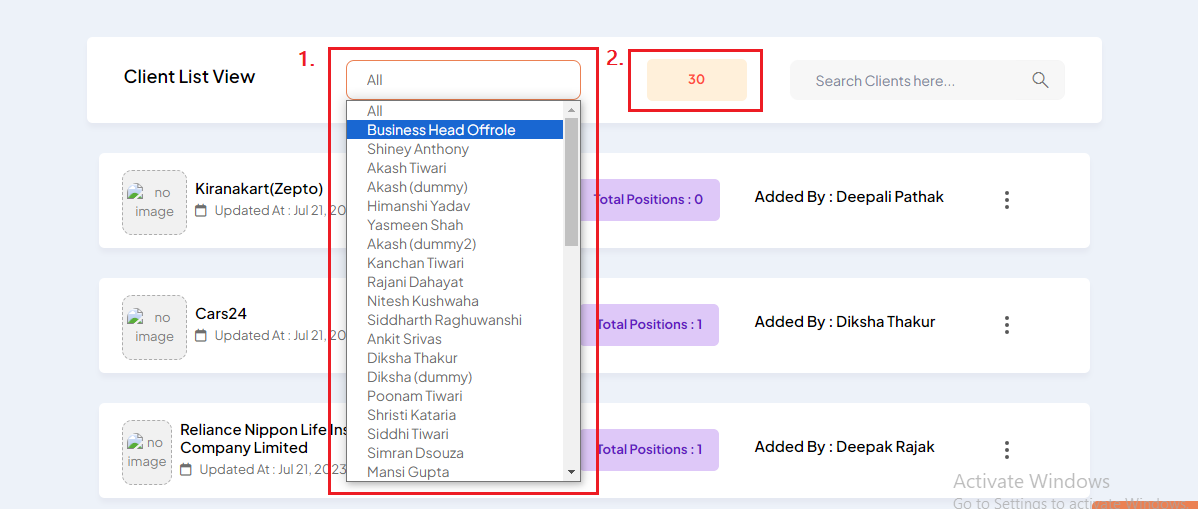 1.
2.
Client List View
All
30
Search Clients here...
All
Business Head Offrole
Shiney Anthony
Akash Tiwari
Akash (dummy)
Himanshi Yadav
Yasmeen Shah
Akash (dummy2)
Kanchan Tiwari
Rajani Dahayat
Nitesh Kushwaha
Siddharth Raghuwanshi
Ankit Srivas
Diksha Thakur
Diksha (dummy)
Poonam Tiwari
Shristi Kataria
Siddhi Tiwari
Simran Dsouza
Mansi Gupta
no image
Kiranakart(Zepto)
Updated At : Jul 21, 20
Total Positions : 0
Added By : Deepali Pathak
no image
Cars24
Updated At : Jul 21, 20
Total Positions : 1
Added By : Diksha Thakur
no image
Reliance Nippon Life Ins
Company Limited
Updated At : Jul 21, 2023
Total Positions : 1
Added By : Deepak Rajak
Activate Windows
Go to Settings to activate Windows